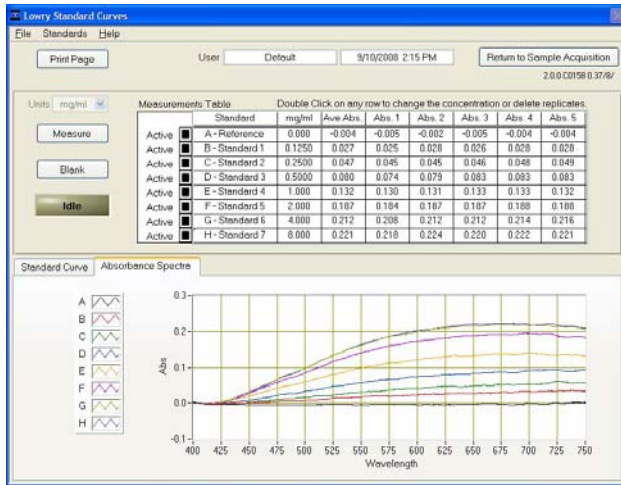 Lowry Standard Curves
File Standards Help
Print Page User Default 9/10/2008 2:15 PM Return to Sample Acquisition
2.0.0 C0158 0.37/8/
Units mg/ml Measurements Table Double Click on any row to change the concentration or delete replicates.
Standard mg/ml Ave Abs. Abs. 1 Abs. 2 Abs. 3 Abs. 4 Abs. 5
Measure
Blank
Idle
Active A - Reference 0.000 -0.004 -0.005 -0.002 -0.005 -0.004 -0.004
Active B - Standard 1 0.1250 0.027 0.025 0.028 0.026 0.028 0.028
Active C - Standard 2 0.2500 0.047 0.045 0.045 0.046 0.048 0.049
Active D - Standard 3 0.5000 0.080 0.074 0.079 0.083 0.083 0.083
Active E - Standard 4 1.000 0.132 0.130 0.131 0.133 0.133 0.132
Active F - Standard 5 2.000 0.187 0.184 0.187 0.187 0.188 0.188
Active G - Standard 6 4.000 0.212 0.208 0.212 0.212 0.214 0.216
Active H - Standard 7 8.000 0.221 0.218 0.224 0.220 0.222 0.221
Standard Curve Absorbance Spectra
A
B
C
D
E
F
G
H
Abs
0.3
0.2
0.1
0.0
-0.1
400 425 450 475 500 525 550 575 600 625 650 675 700 725 750
Wavelength